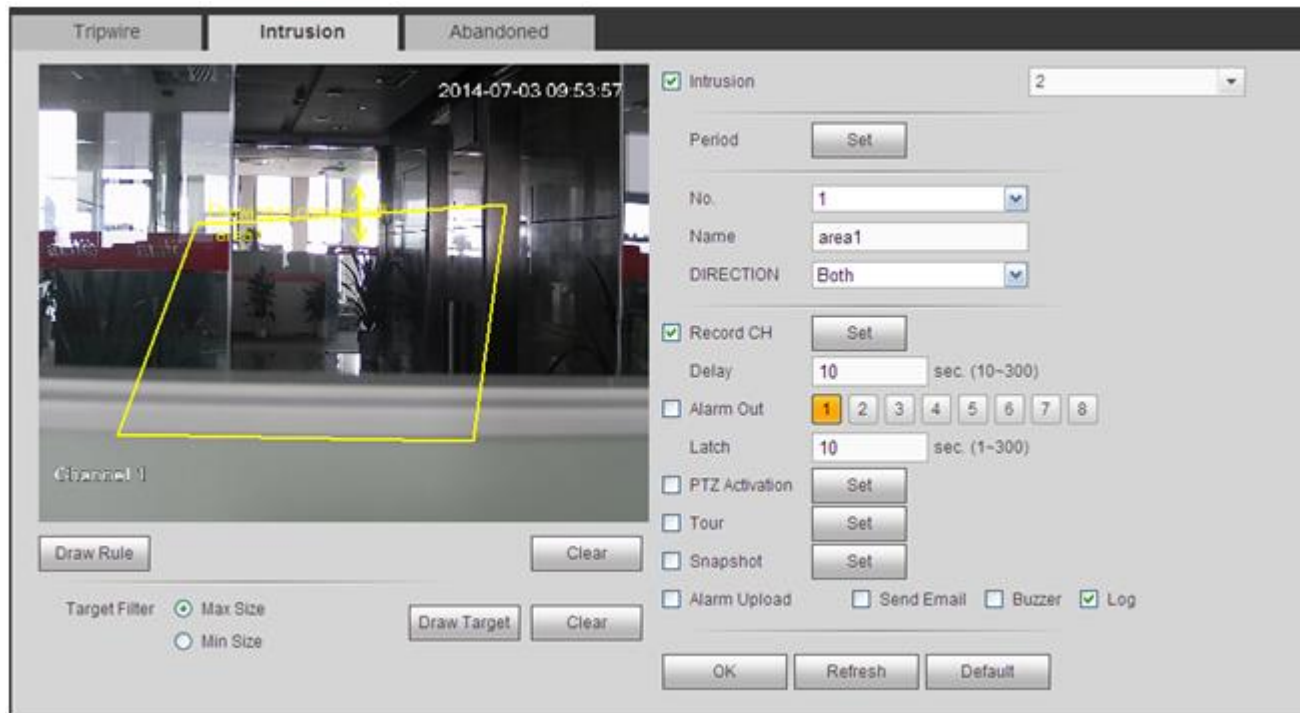 Tripwire
Intrusion
Abandoned
2014-07-03 09:53:57
area1
Channel 1
Draw Rule
Clear
Target Filter
Max Size
Min Size
Draw Target
Clear
Intrusion
2
Period
Set
No.
1
Name
area1
DIRECTION
Both
Record CH
Set
Delay
10
sec. (10~300)
Alarm Out
1 2 3 4 5 6 7 8
Latch
10
sec. (1~300)
PTZ Activation
Set
Tour
Set
Snapshot
Set
Alarm Upload
Send Email
Buzzer
Log
OK
Refresh
Default